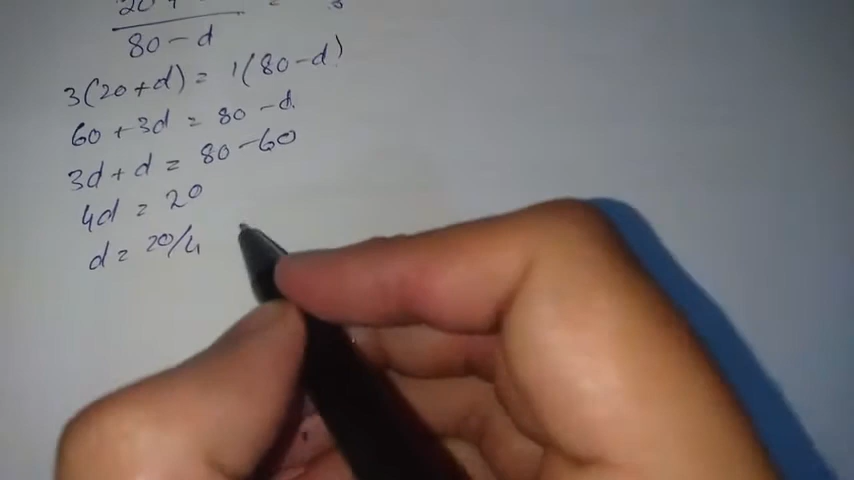 80 - d
3(20 + d) = 1(80 - d)
60 + 3d = 80 - d
3d + d = 80 - 60
4d = 20
d = 20/4